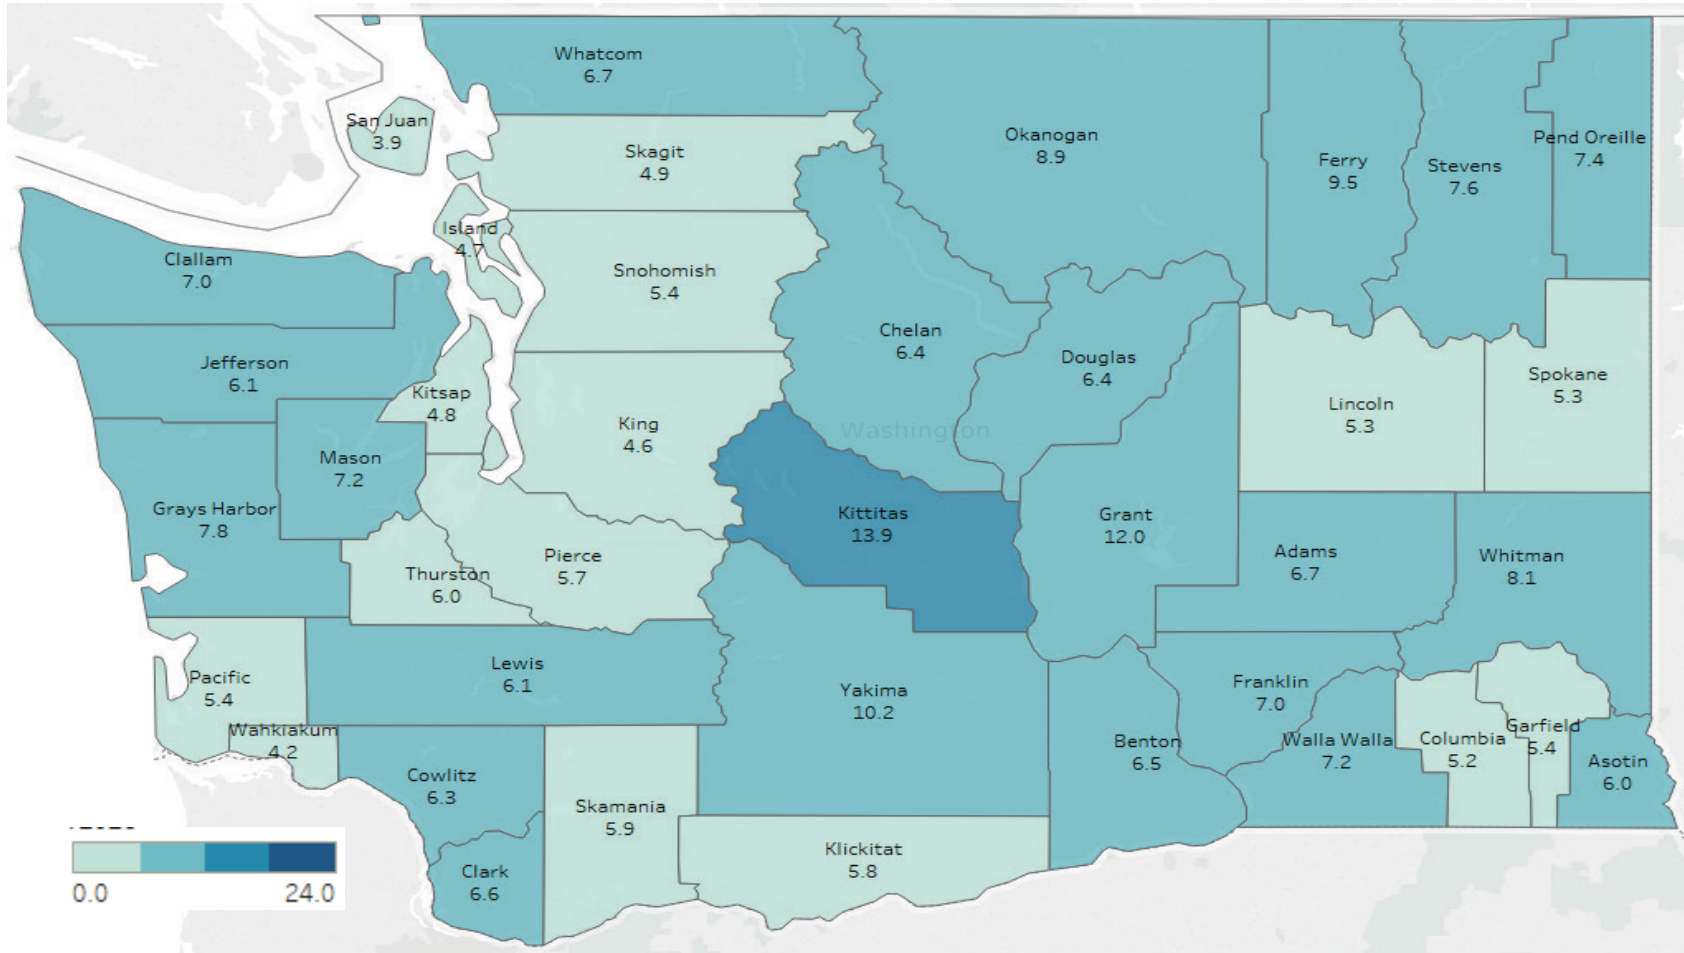 Whatcom
6.7
San Juan
3.9
Skagit
4.9
Okanogan
8.9
Ferry
9.5
Stevens
7.6
Pend Oreille
7.4
Island
4.7
Clallam
7.0
Snohomish
5.4
Chelan
6.4
Douglas
6.4
Jefferson
6.1
Kitsap
4.8
King
4.6
Washington
Lincoln
5.3
Spokane
5.3
Mason
7.2
Grays Harbor
7.8
Kittitas
13.9
Grant
12.0
Adams
6.7
Whitman
8.1
Thurston
6.0
Pierce
5.7
Pacific
5.4
Lewis
6.1
Yakima
10.2
Franklin
7.0
Wahkiakum
4.2
Benton
6.5
Walla Walla
7.2
Columbia
5.2
Garfield
5.4
Asotin
6.0
Cowlitz
6.3
Skamania
5.9
Klickitat
5.8
Clark
6.6
0.0 24.0